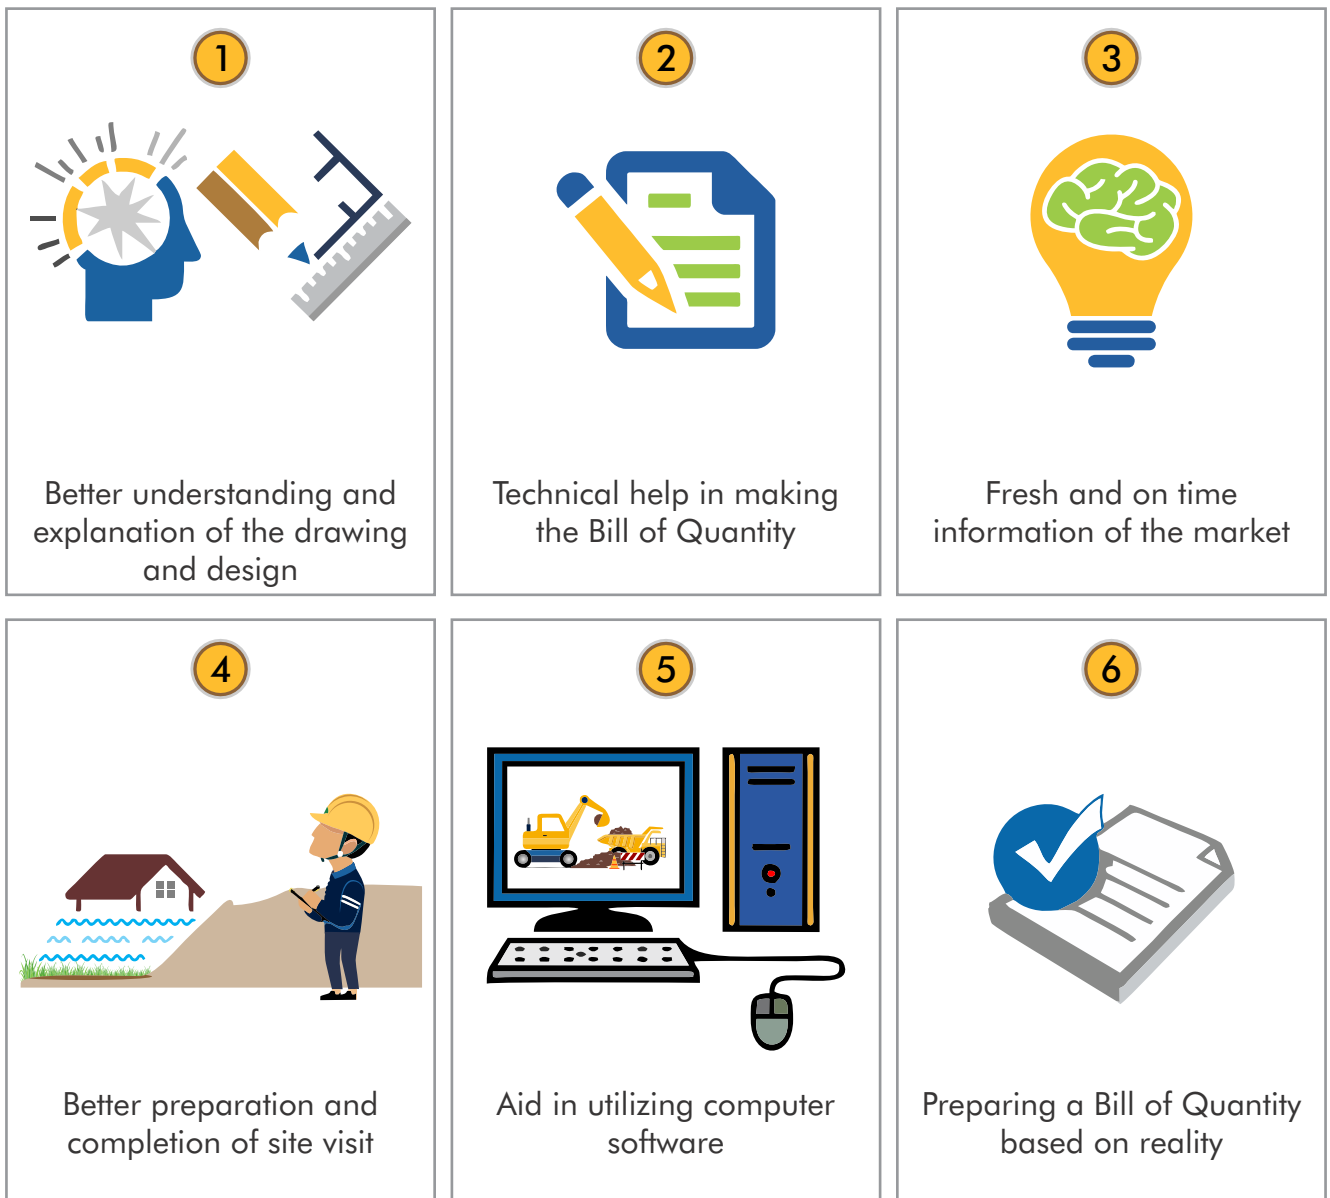 1
Better understanding and
explanation of the drawing
and design
2
Technical help in making
the Bill of Quantity
3
Fresh and on time
information of the market
4
Better preparation and
completion of site visit
5
Aid in utilizing computer
software
6
Preparing a Bill of Quantity
based on reality